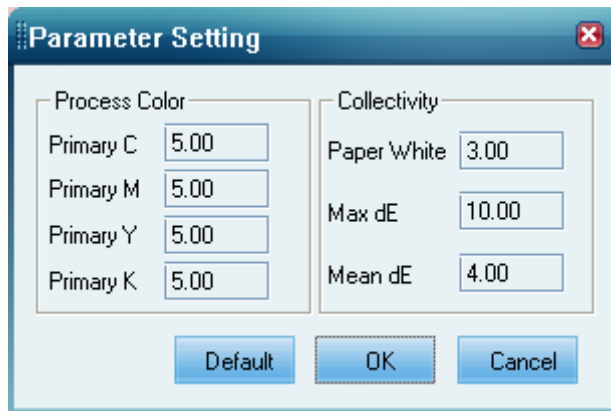 Parameter Setting
Process Color
Primary C 5.00
Primary M 5.00
Primary Y 5.00
Primary K 5.00
Collectivity
Paper White 3.00
Max dE 10.00
Mean dE 4.00
Default OK Cancel